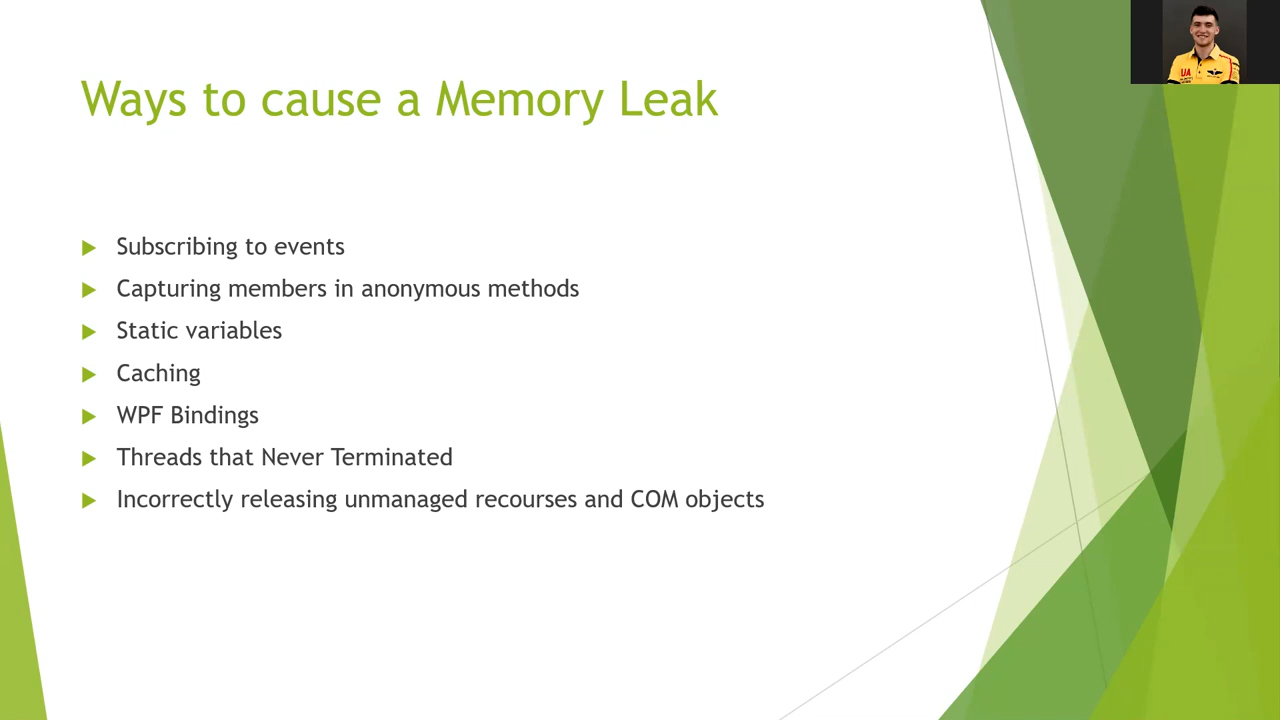 Ways to cause a Memory Leak
Subscribing to events
Capturing members in anonymous methods
Static variables
Caching
WPF Bindings
Threads that Never Terminated
Incorrectly releasing unmanaged recourses and COM objects
UA